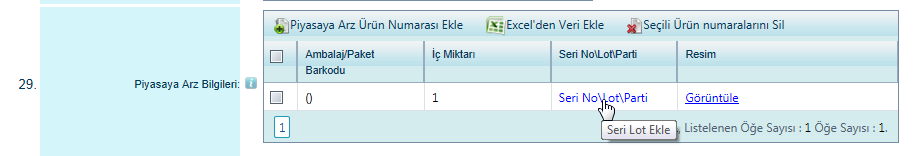 Piyasaya Arz Ürün Numarası Ekle Excel'den Veri Ekle Seçili Ürün numaralarını Sil
Ambalaj/Paket Barkodu İç Miktarı Seri No\Lot\Parti Resim
29. Piyasaya Arz Bilgileri:
() 1 Seri No\Lot\Parti Görüntüle
1 Listelenen Öğe Sayısı : 1 Öğe Sayısı : 1.
Seri Lot Ekle